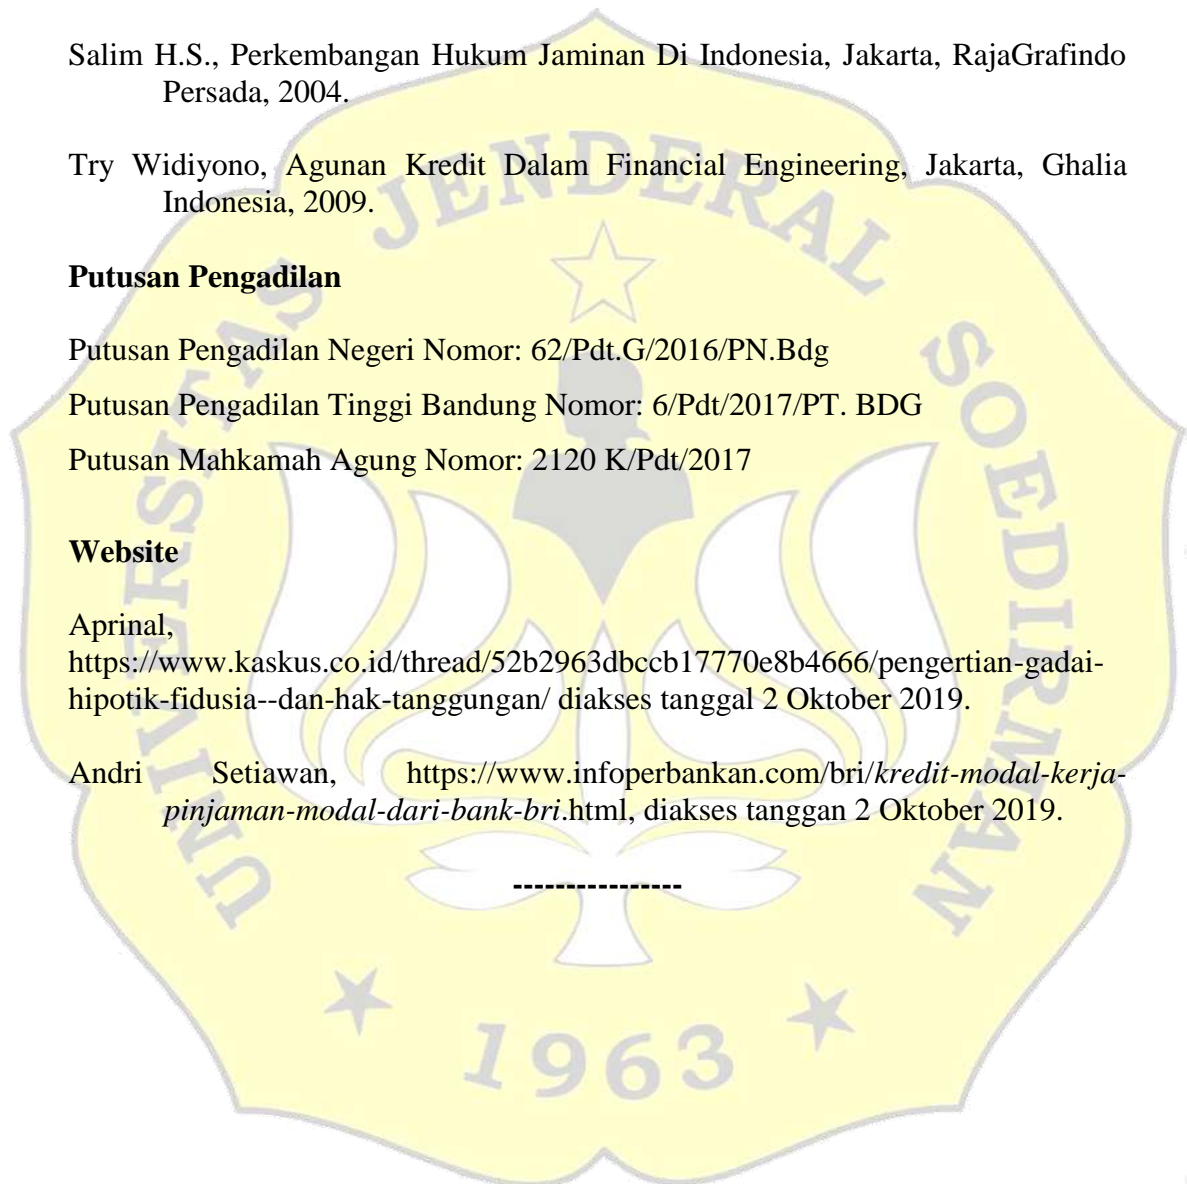 Salim H.S., Perkembangan Hukum Jaminan Di Indonesia, Jakarta, RajaGrafindo
Persada, 2004.
Try Widiyono, Agunan Kredit Dalam Financial Engineering, Jakarta, Ghalia
Indonesia, 2009.
Putusan Pengadilan
Putusan Pengadilan Negeri Nomor: 62/Pdt.G/2016/PN.Bdg
Putusan Pengadilan Tinggi Bandung Nomor: 6/Pdt/2017/PT. BDG
Putusan Mahkamah Agung Nomor: 2120 K/Pdt/2017
Website
Aprinal,
https://www.kaskus.co.id/thread/52b2963dbccb17770e8b4666/pengertian-gadai-
hipotik-fidusia--dan-hak-tanggungan/ diakses tanggal 2 Oktober 2019.
Andri Setiawan, https://www.infoperbankan.com/bri/kredit-modal-kerja-
pinjaman-modal-dari-bank-bri.html, diakses tanggan 2 Oktober 2019.
----------------
UNIVERSITAS JENDERAL SOEDIRMAN
1963